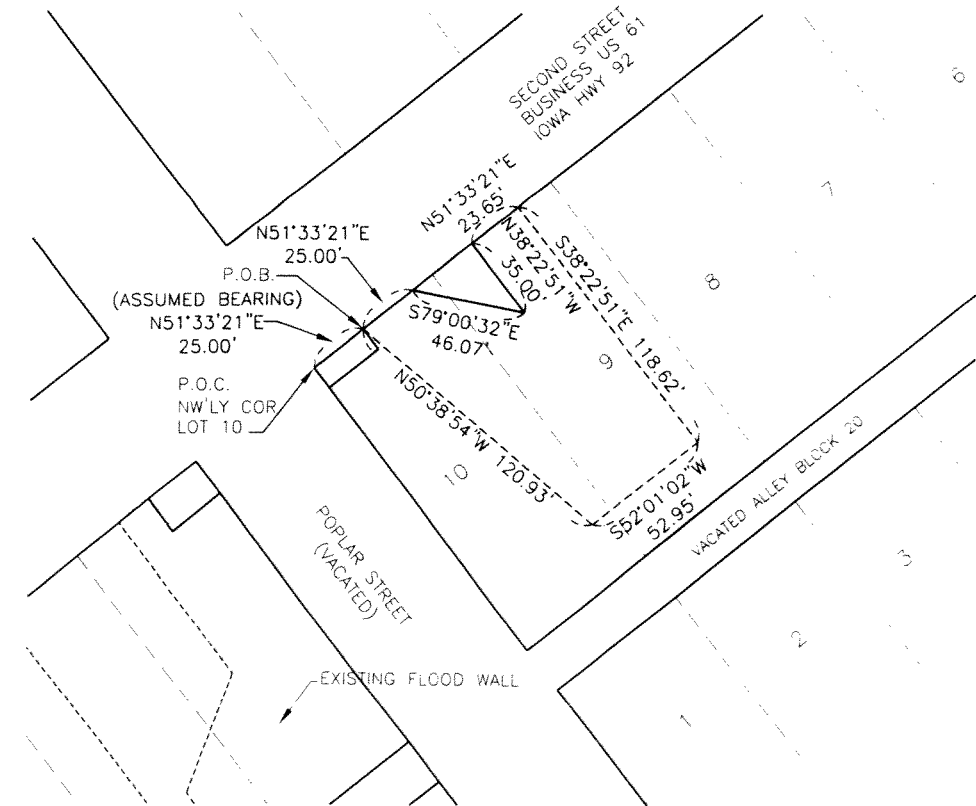 SECOND STREET
BUSINESS US 61
IOWA HWY 92
6
7
8
9
10
N51°33'21"E
23.65'
N38°22'51"W
35.00'
S38°22'51"E 118.62'
N51°33'21"E
25.00'
P.O.B.
(ASSUMED BEARING)
N51°33'21"E
25.00'
S79°00'32"E
46.07'
P.O.C.
NW'LY COR
LOT 10
N50°38'54"W 120.93'
S52°01'02"W
52.95'
VACATED ALLEY BLOCK 20
POPLAR STREET
(VACATED)
3
2
1
EXISTING FLOOD WALL